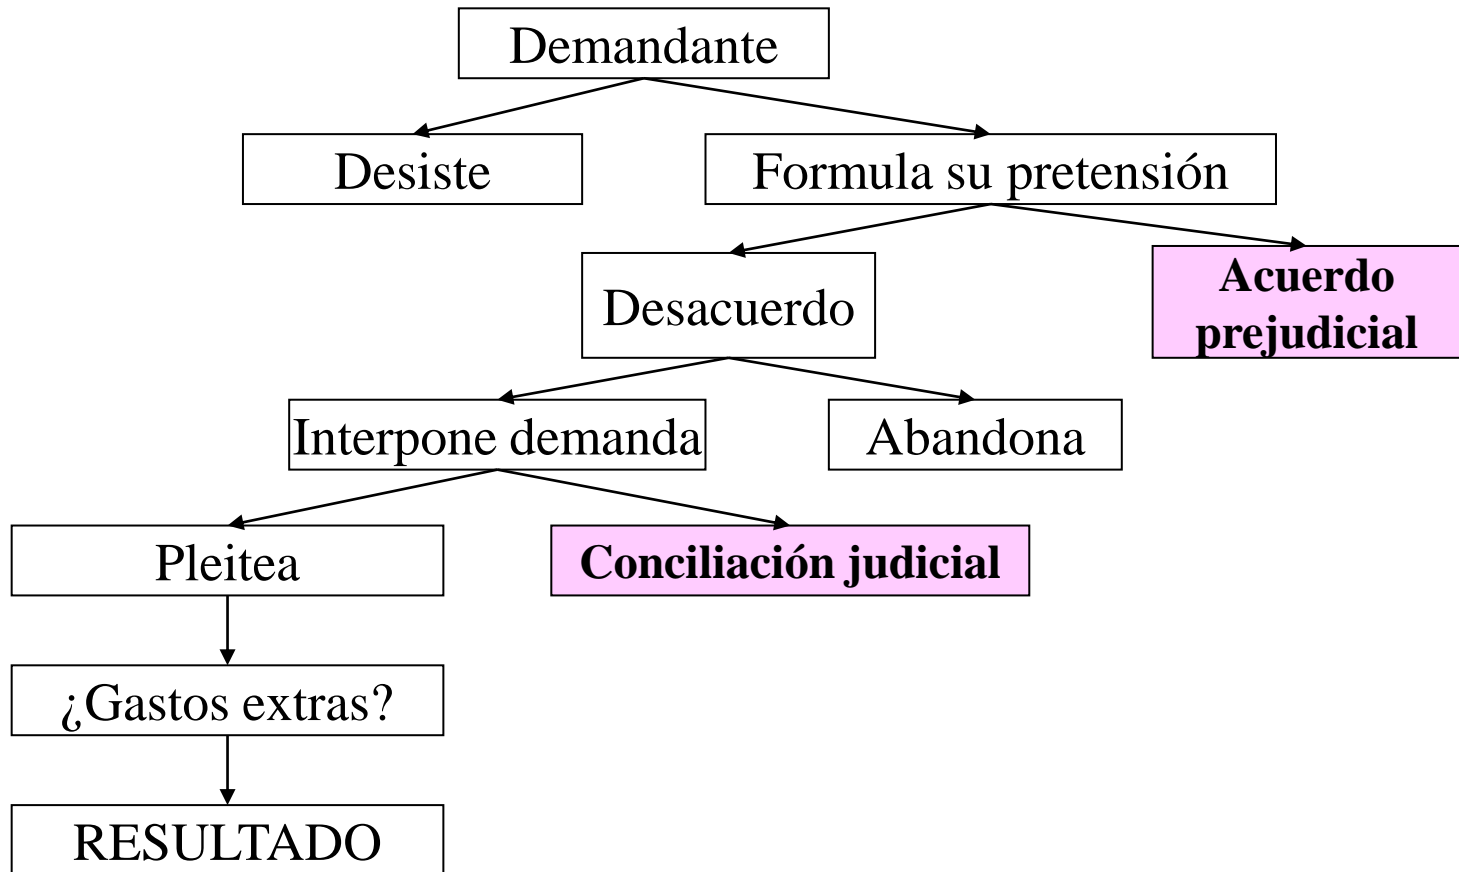 Demandante
Desiste
Formula su pretensión
Desacuerdo
Acuerdo
prejudicial
Interpone demanda
Abandona
Pleitea
Conciliación judicial
¿Gastos extras?
RESULTADO